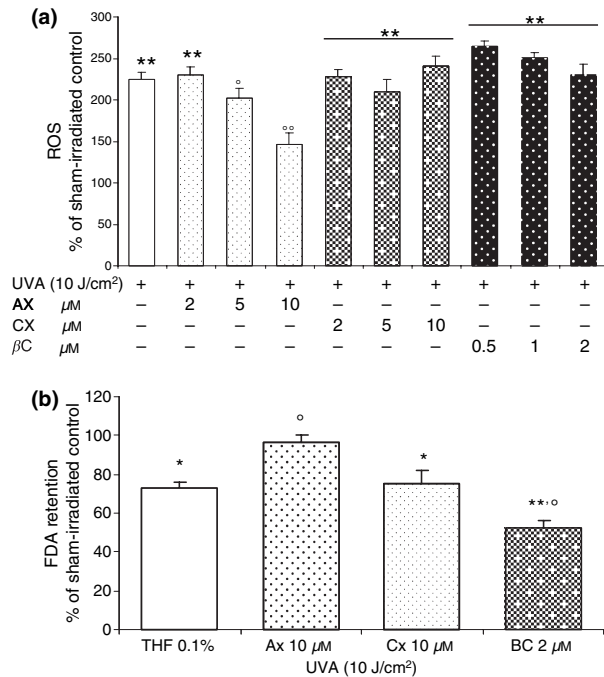 (a)
300
250
200
150
100
50
0
ROS
% of sham-irradiated control
** ** ° °° ** **
UVA (10 J/cm²) + + + + + + + + + +
AX µM – 2 5 10 – – – – – –
CX µM – – – – 2 5 10 – – –
βC µM – – – – – – – 0.5 1 2
(b)
120
100
80
60
40
20
0
FDA retention
% of sham-irradiated control
* ° * **,°
THF 0.1% Ax 10 µM Cx 10 µM BC 2 µM
UVA (10 J/cm²)